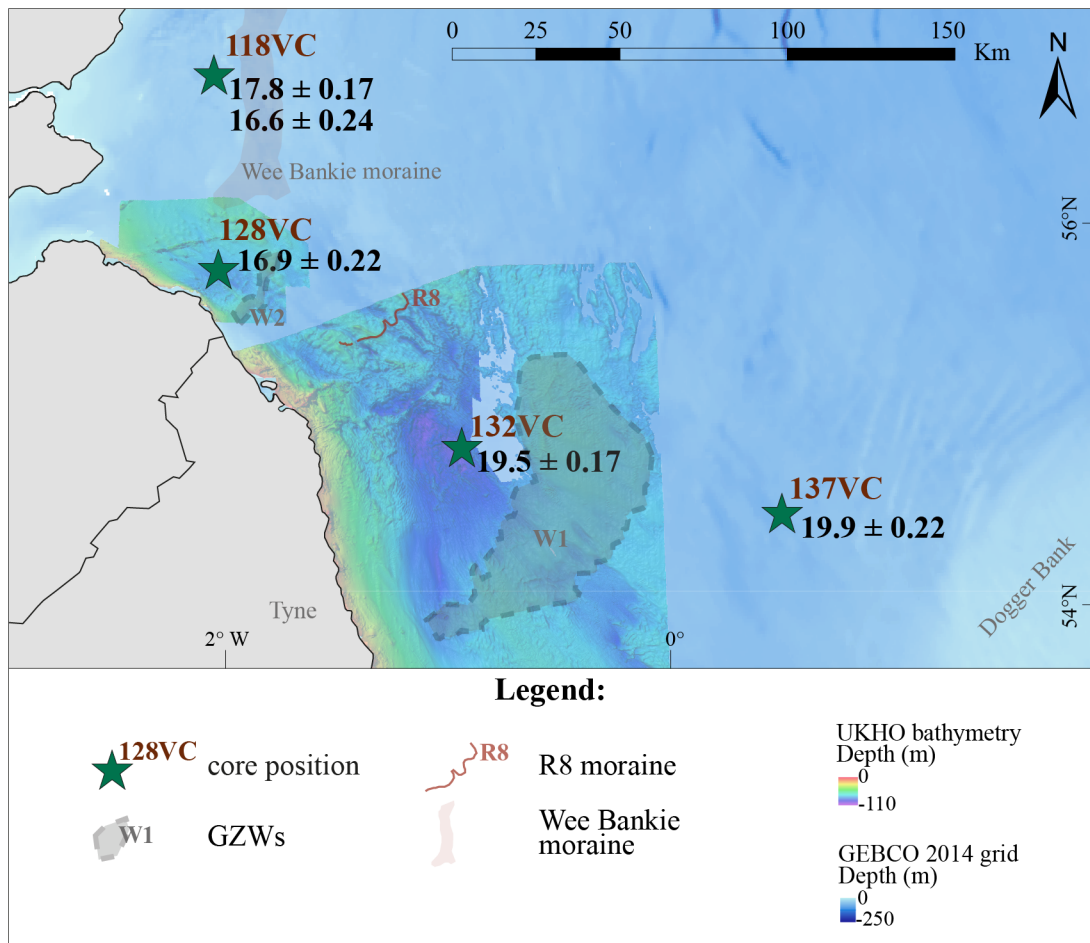 118VC
17.8 ± 0.17
16.6 ± 0.24
0 25 50 100 150
Km
N
Wee Bankie moraine
128VC
16.9 ± 0.22
W2
R8
56°N
132VC
19.5 ± 0.17
137VC
19.9 ± 0.22
W1
Tyne
Dogger Bank
54°N
2° W
0°
Legend:
128VC
core position
R8
R8 moraine
W1
GZWs
Wee Bankie
moraine
UKHO bathymetry
Depth (m)
0
-110
GEBCO 2014 grid
Depth (m)
0
-250